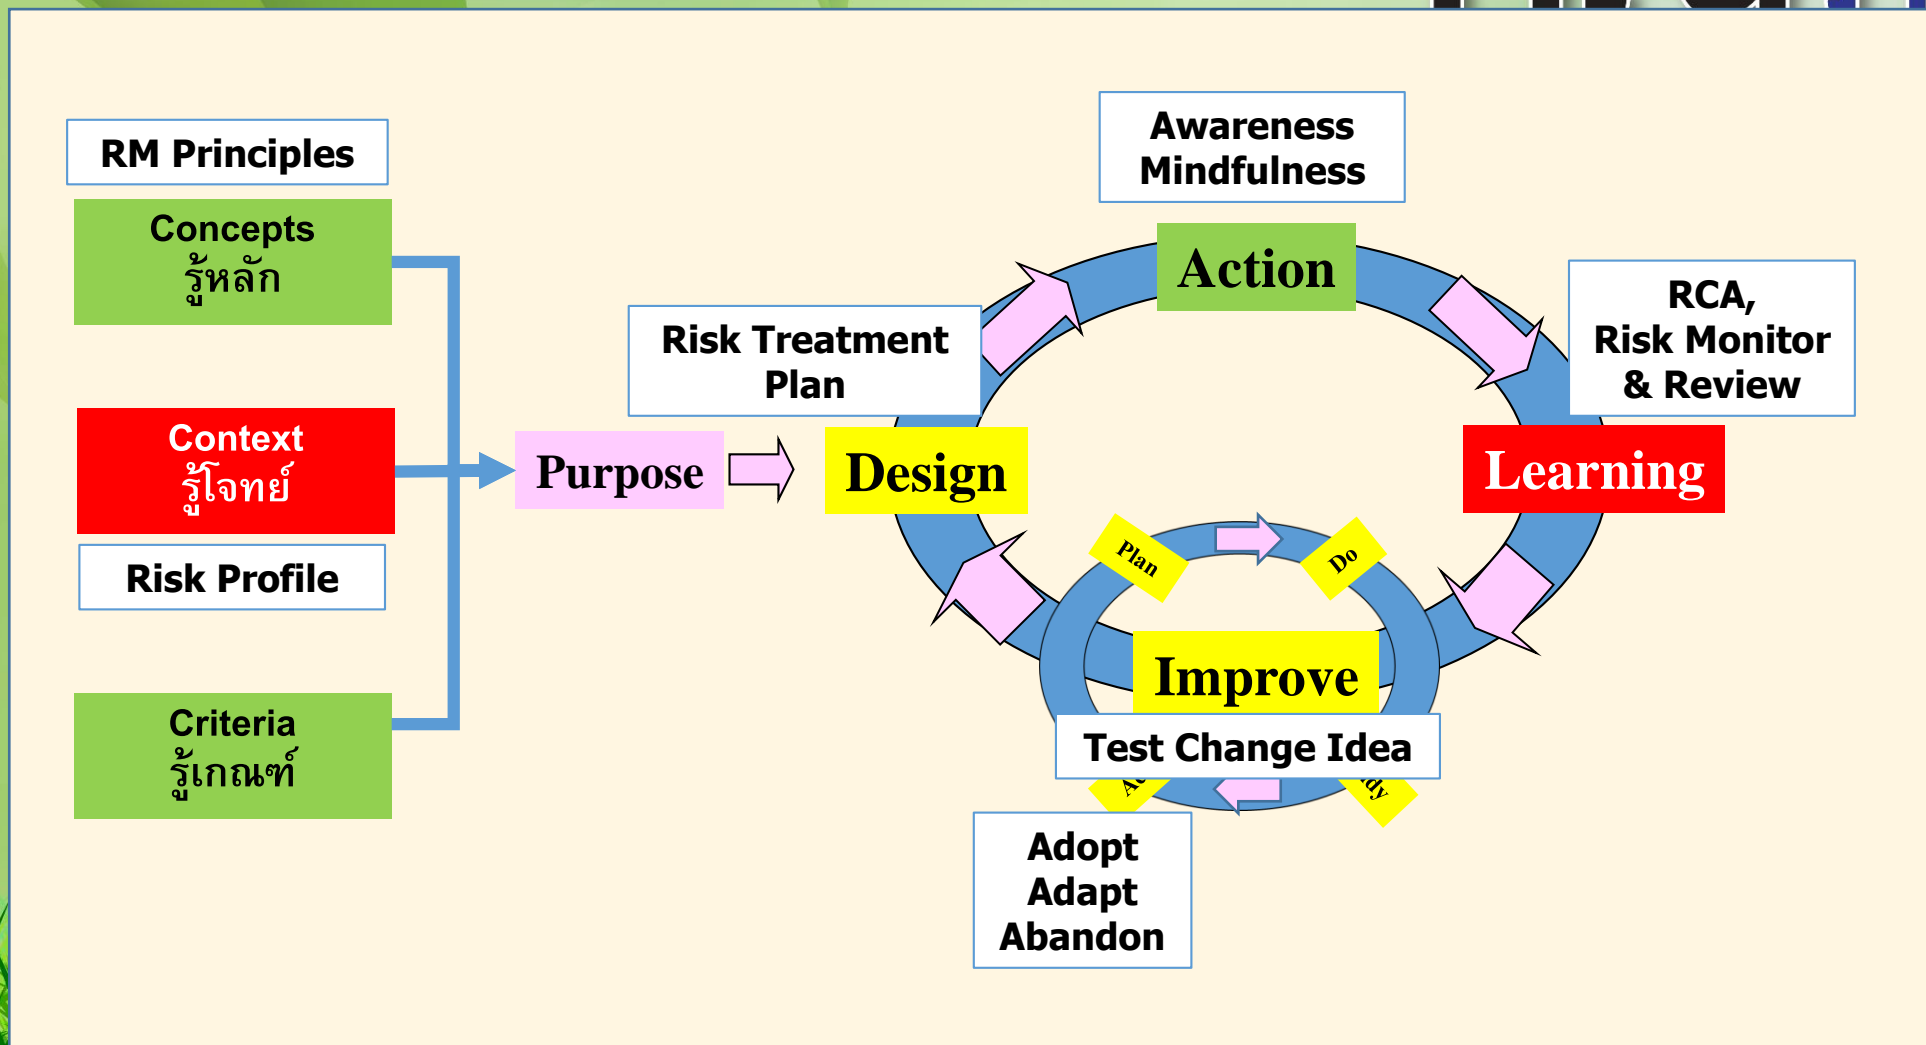 RM Principles
Concepts
รู้หลัก
Context
รู้โจทย์
Risk Profile
Criteria
รู้เกณฑ์
Purpose
Risk Treatment
Plan
Design
Awareness
Mindfulness
Action
RCA,
Risk Monitor
& Review
Learning
Plan
Do
Improve
Test Change Idea
Adopt
Adapt
Abandon